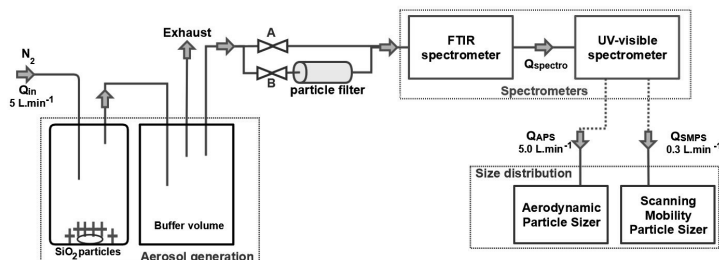 N2
Qin
5 L.min-1
Exhaust
A
B
particle filter
FTIR
spectrometer
Qspectro
UV-visible
spectrometer
Spectrometers
QAPS
5.0 L.min-1
QSMPS
0.3 L.min-1
Size distribution
Aerodynamic
Particle Sizer
Scanning
Mobility
Particle Sizer
Buffer volume
SiO2 particles
Aerosol generation